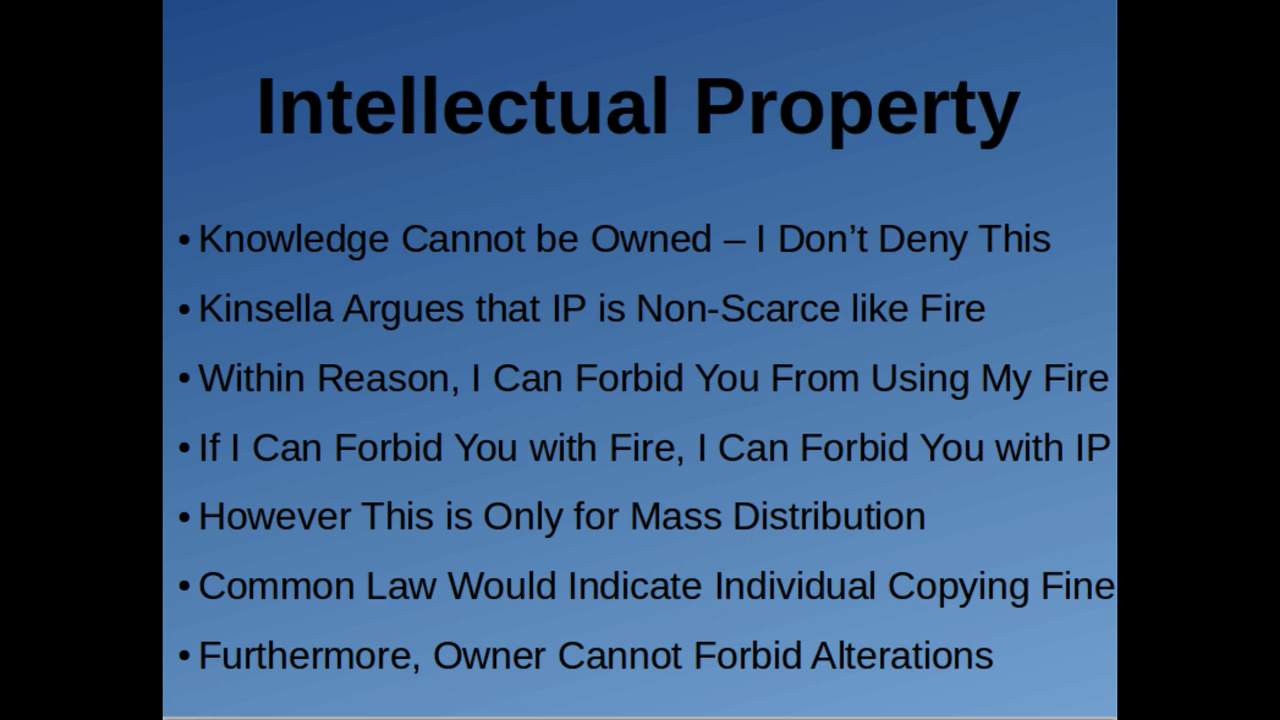 Intellectual Property
• Knowledge Cannot be Owned – I Don’t Deny This
• Kinsella Argues that IP is Non-Scarce like Fire
• Within Reason, I Can Forbid You From Using My Fire
• If I Can Forbid You with Fire, I Can Forbid You with IP
• However This is Only for Mass Distribution
• Common Law Would Indicate Individual Copying Fine
• Furthermore, Owner Cannot Forbid Alterations